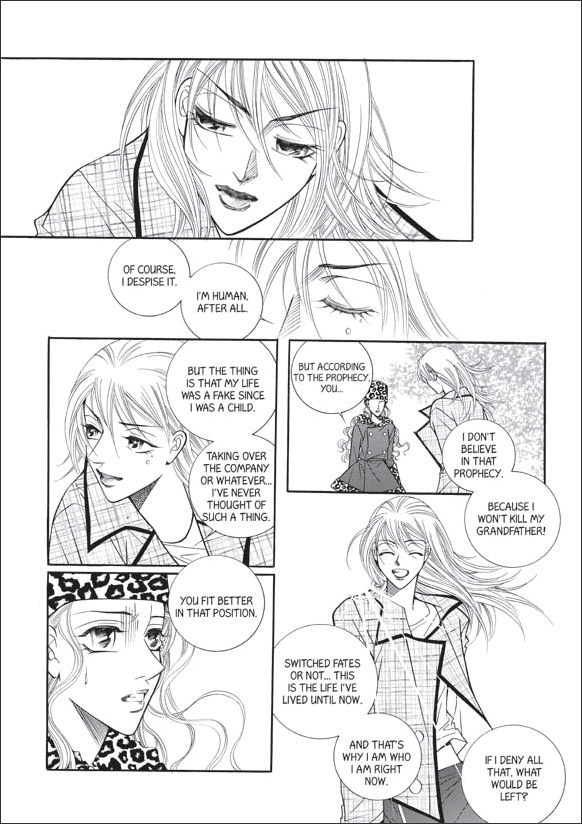 OF COURSE,
I DESPISE IT.
I'M HUMAN,
AFTER ALL.
BUT THE THING
IS THAT MY LIFE
WAS A FAKE SINCE
I WAS A CHILD.
TAKING OVER
THE COMPANY
OR WHATEVER...
I'VE NEVER
THOUGHT OF
SUCH A THING.
BUT ACCORDING
TO THE PROPHECY
YOU...
I DON'T
BELIEVE
IN THAT
PROPHECY.
BECAUSE I
WON'T KILL MY
GRANDFATHER!
YOU FIT BETTER
IN THAT POSITION.
SWITCHED FATES
OR NOT... THIS
IS THE LIFE I'VE
LIVED UNTIL NOW.
AND THAT'S
WHY I AM WHO
I AM RIGHT
NOW.
IF I DENY ALL
THAT, WHAT
WOULD BE
LEFT?